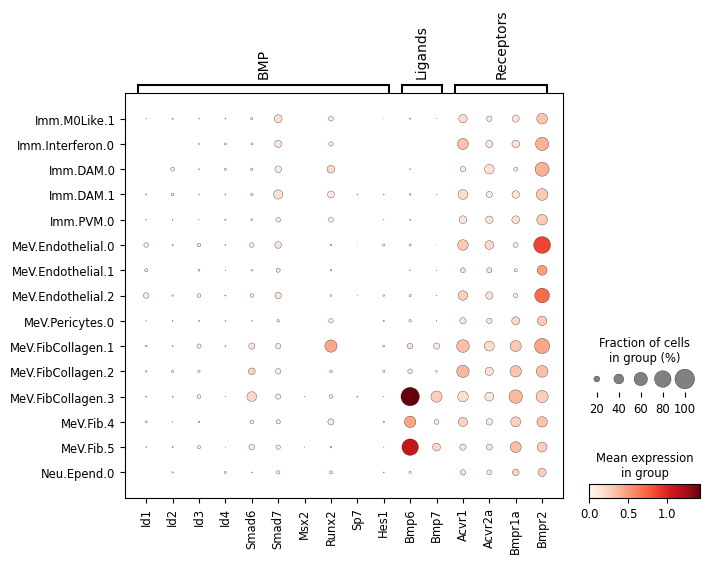 BMP
Ligands
Receptors
Imm.M0Like.1
Imm.Interferon.0
Imm.DAM.0
Imm.DAM.1
Imm.PVM.0
MeV.Endothelial.0
MeV.Endothelial.1
MeV.Endothelial.2
MeV.Pericytes.0
MeV.FibCollagen.1
MeV.FibCollagen.2
MeV.FibCollagen.3
MeV.Fib.4
MeV.Fib.5
Neu.Epend.0
Id1
Id2
Id3
Id4
Smad6
Smad7
Msx2
Runx2
Sp7
Hes1
Bmp6
Bmp7
Acvr1
Acvr2a
Bmpr1a
Bmpr2
Fraction of cells
in group (%)
20 40 60 80 100
Mean expression
in group
0.0 0.5 1.0